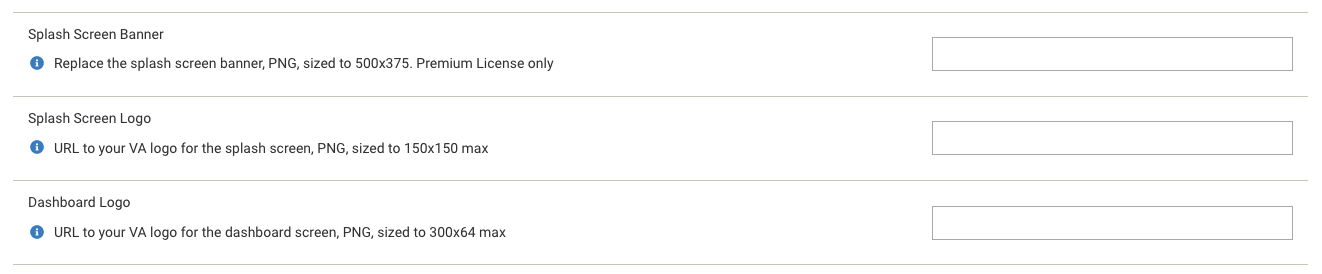 Splash Screen Banner
Replace the splash screen banner, PNG, sized to 500x375. Premium License only
Splash Screen Logo
URL to your VA logo for the splash screen, PNG, sized to 150x150 max
Dashboard Logo
URL to your VA logo for the dashboard screen, PNG, sized to 300x64 max